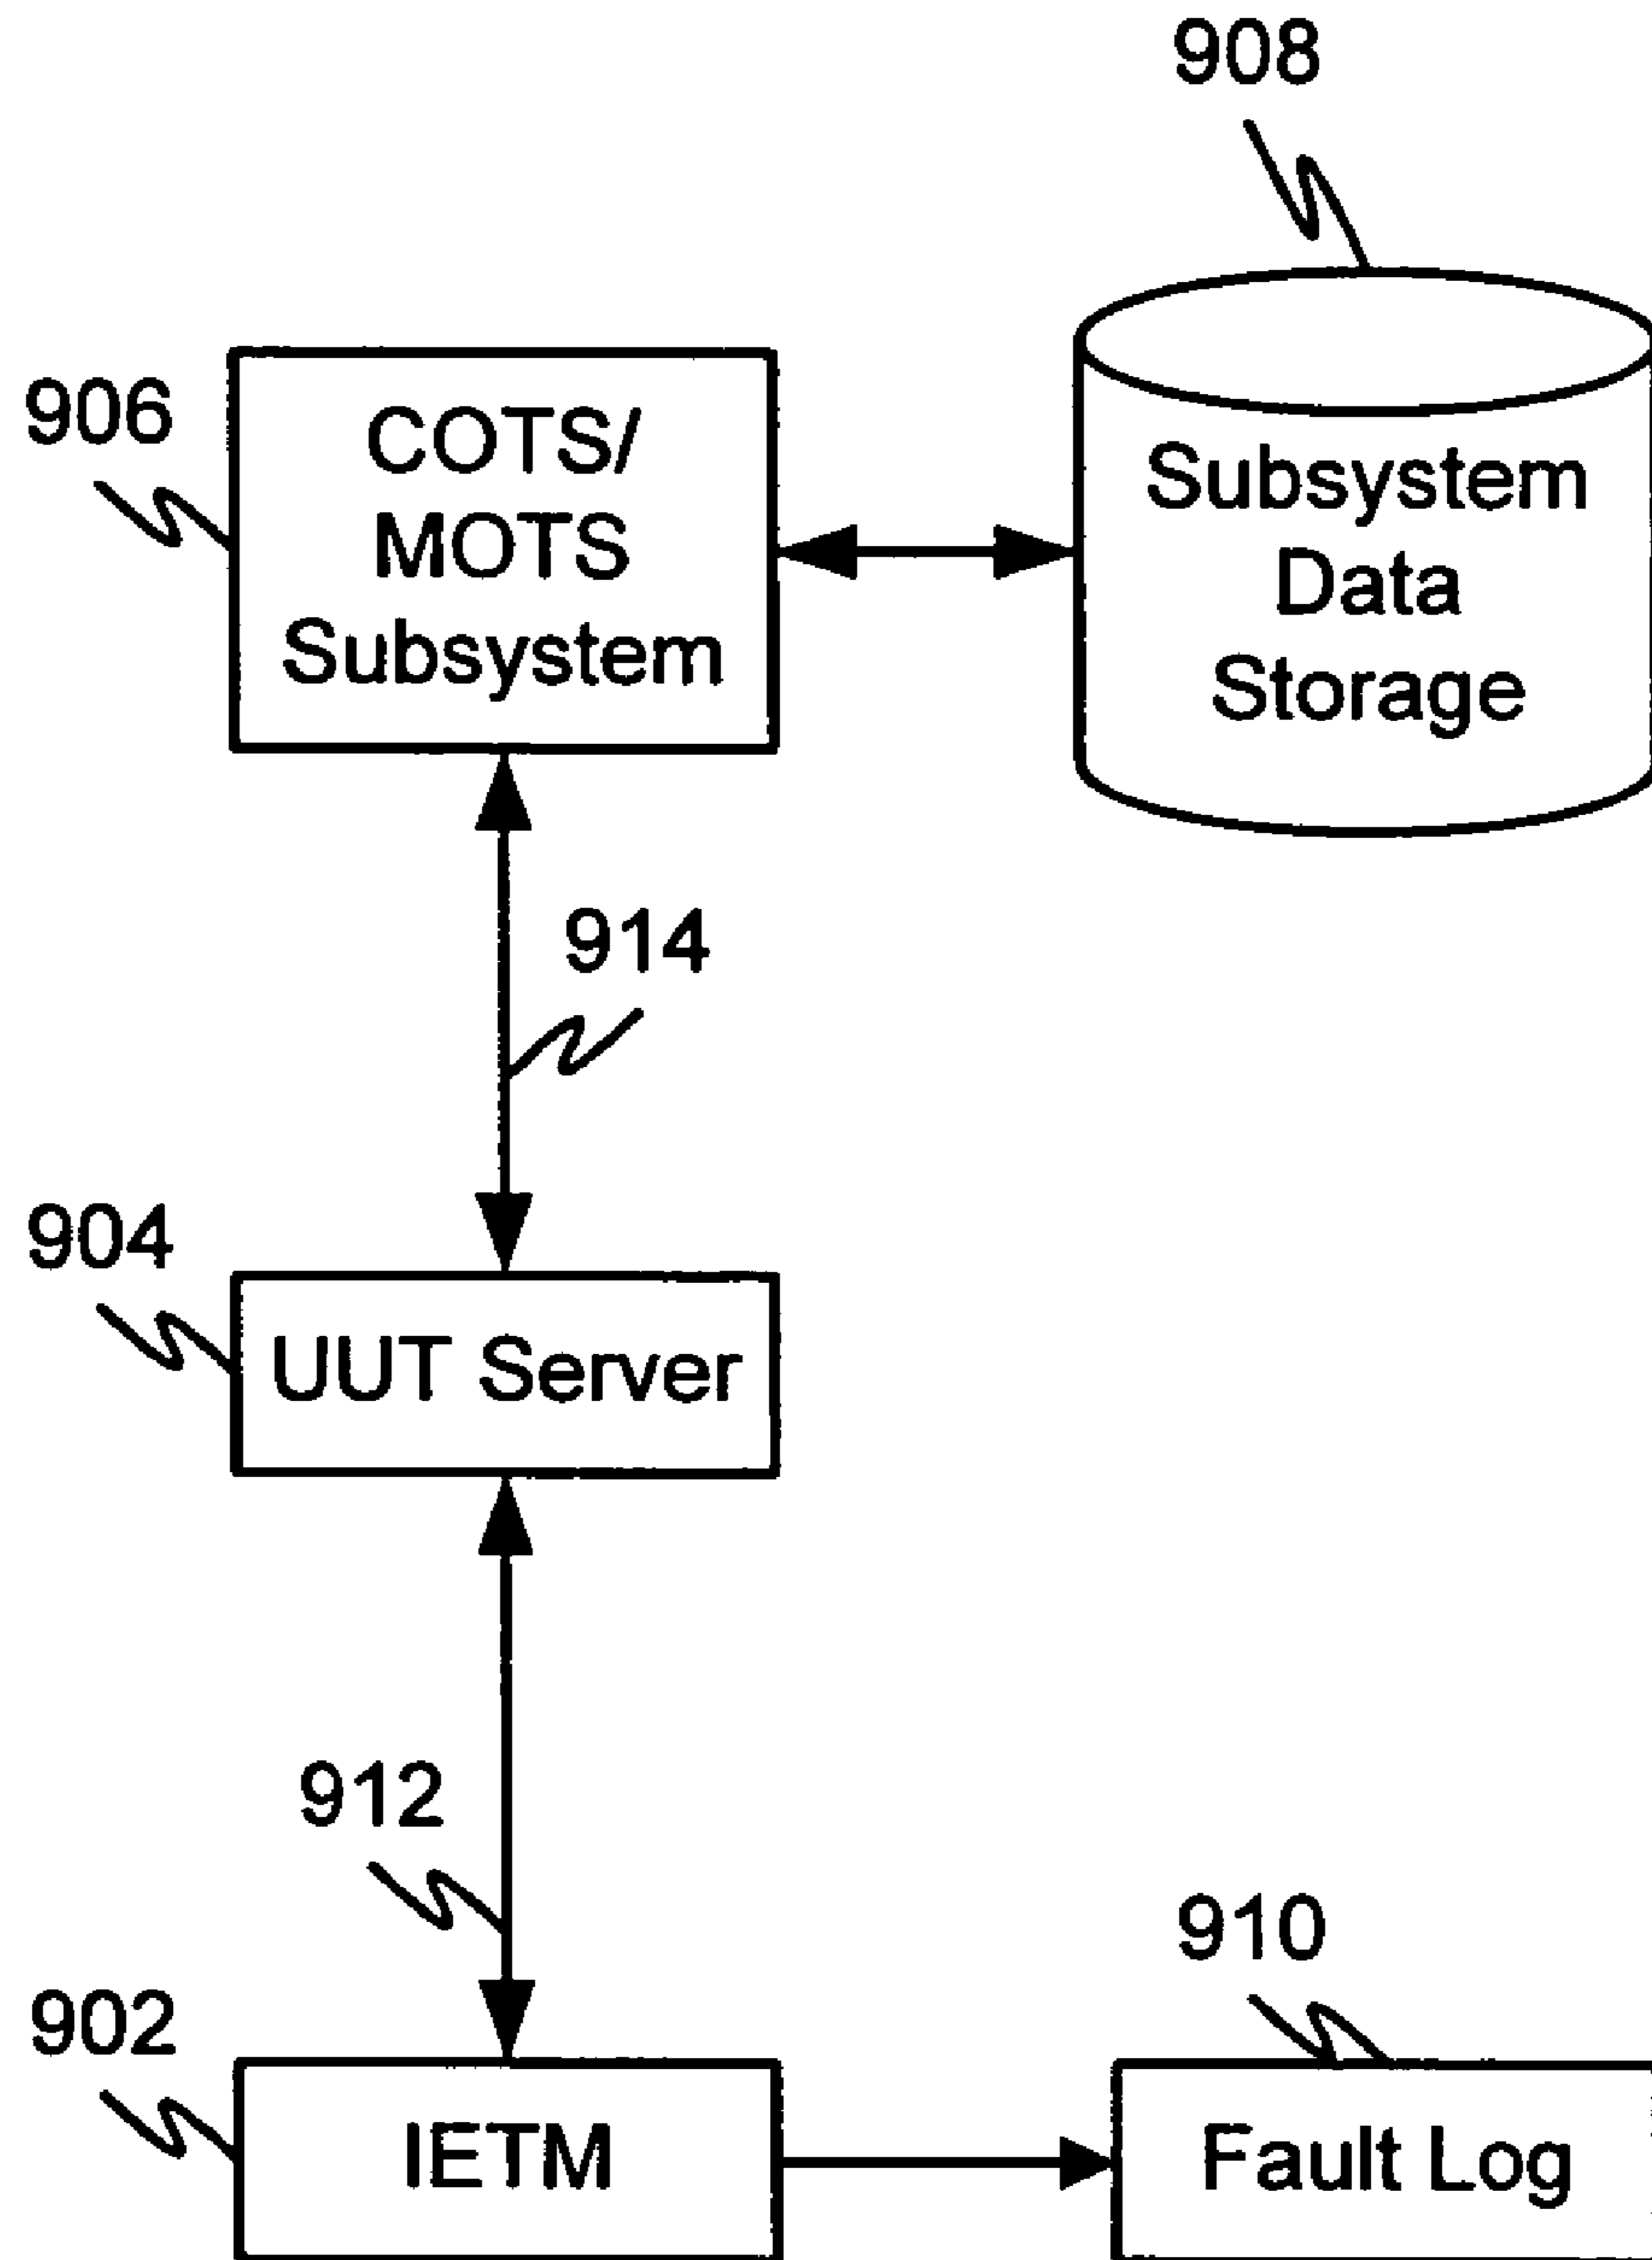 908
906
COTS/
MOTS
Subsystem
Subsystem
Data
Storage
914
904
UUT Server
912
910
902
IETM
Fault Log